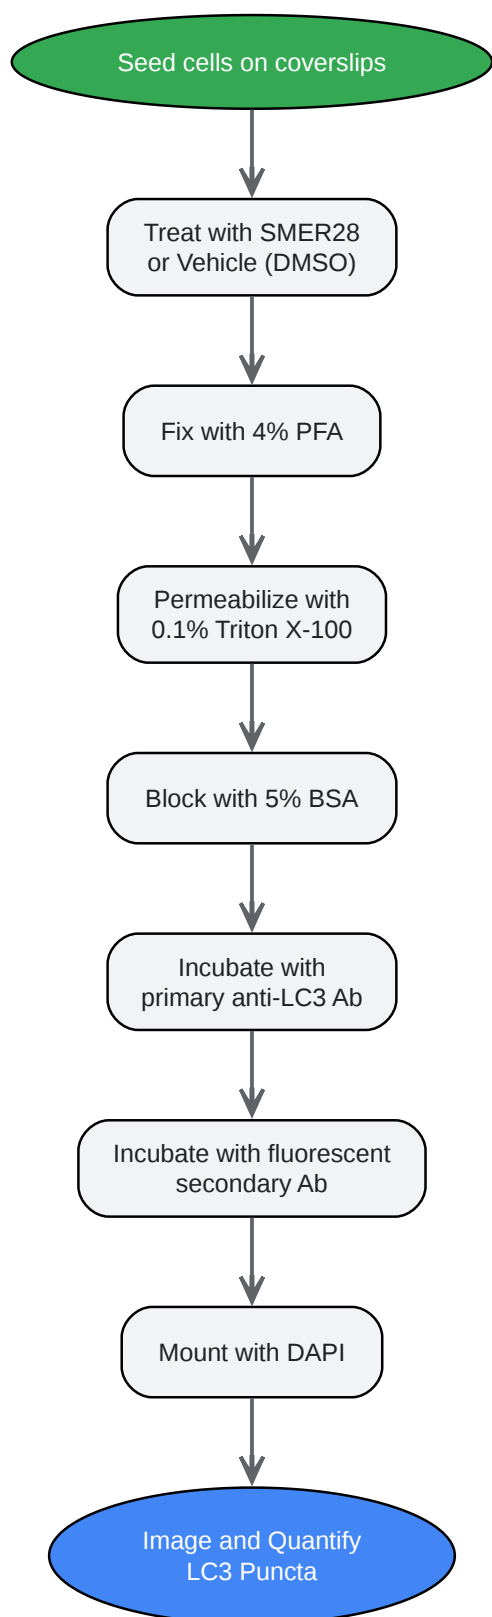 Seed cells on coverslips
Treat with SMER28
or Vehicle (DMSO)
Fix with 4% PFA
Permeabilize with
0.1% Triton X-100
Block with 5% BSA
Incubate with
primary anti-LC3 Ab
Incubate with fluorescent
secondary Ab
Mount with DAPI
Image and Quantify
LC3 Puncta